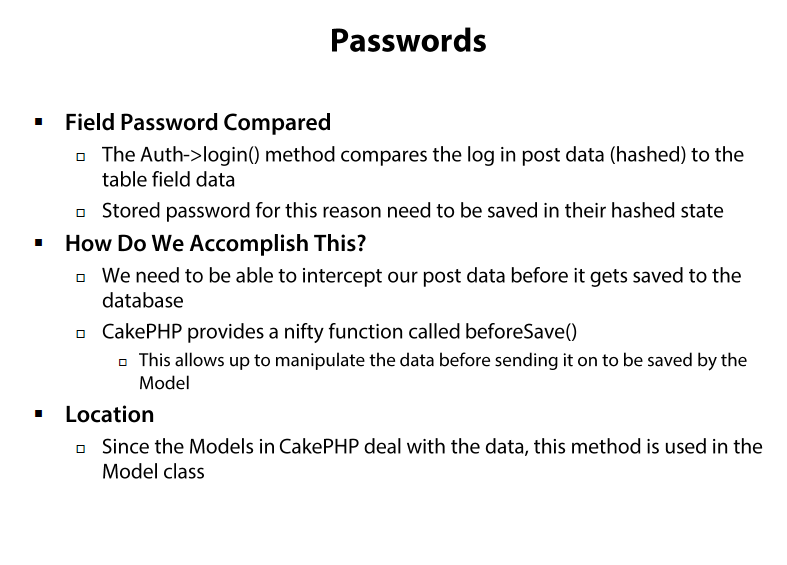 Passwords
Field Password Compared
The Auth->login() method compares the log in post data (hashed) to the
table field data
Stored password for this reason need to be saved in their hashed state
How Do We Accomplish This?
We need to be able to intercept our post data before it gets saved to the
database
CakePHP provides a nifty function called beforeSave()
This allows up to manipulate the data before sending it on to be saved by the
Model
Location
Since the Models in CakePHP deal with the data, this method is used in the
Model class